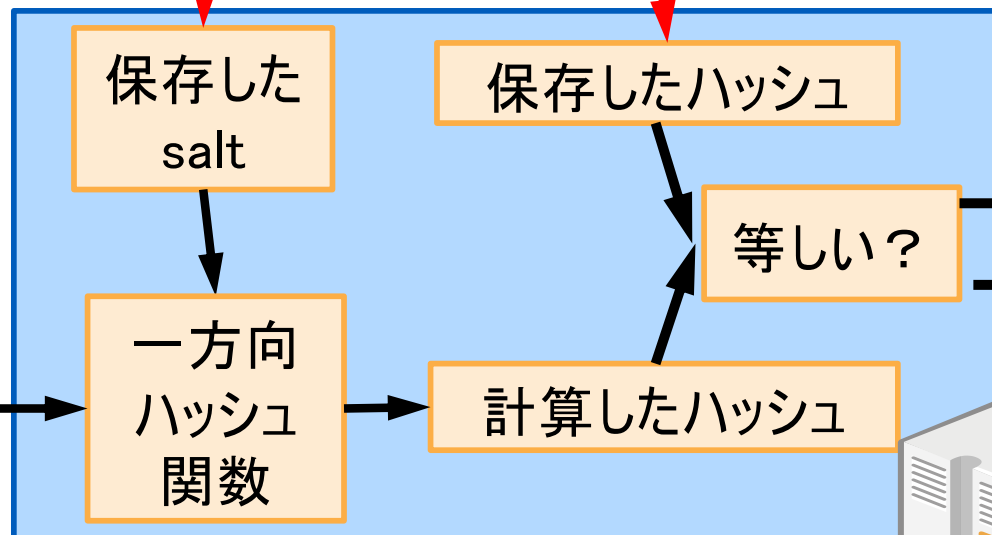 保存した
salt
保存したハッシュ
等しい？
一方向
ハッシュ
関数
計算したハッシュ